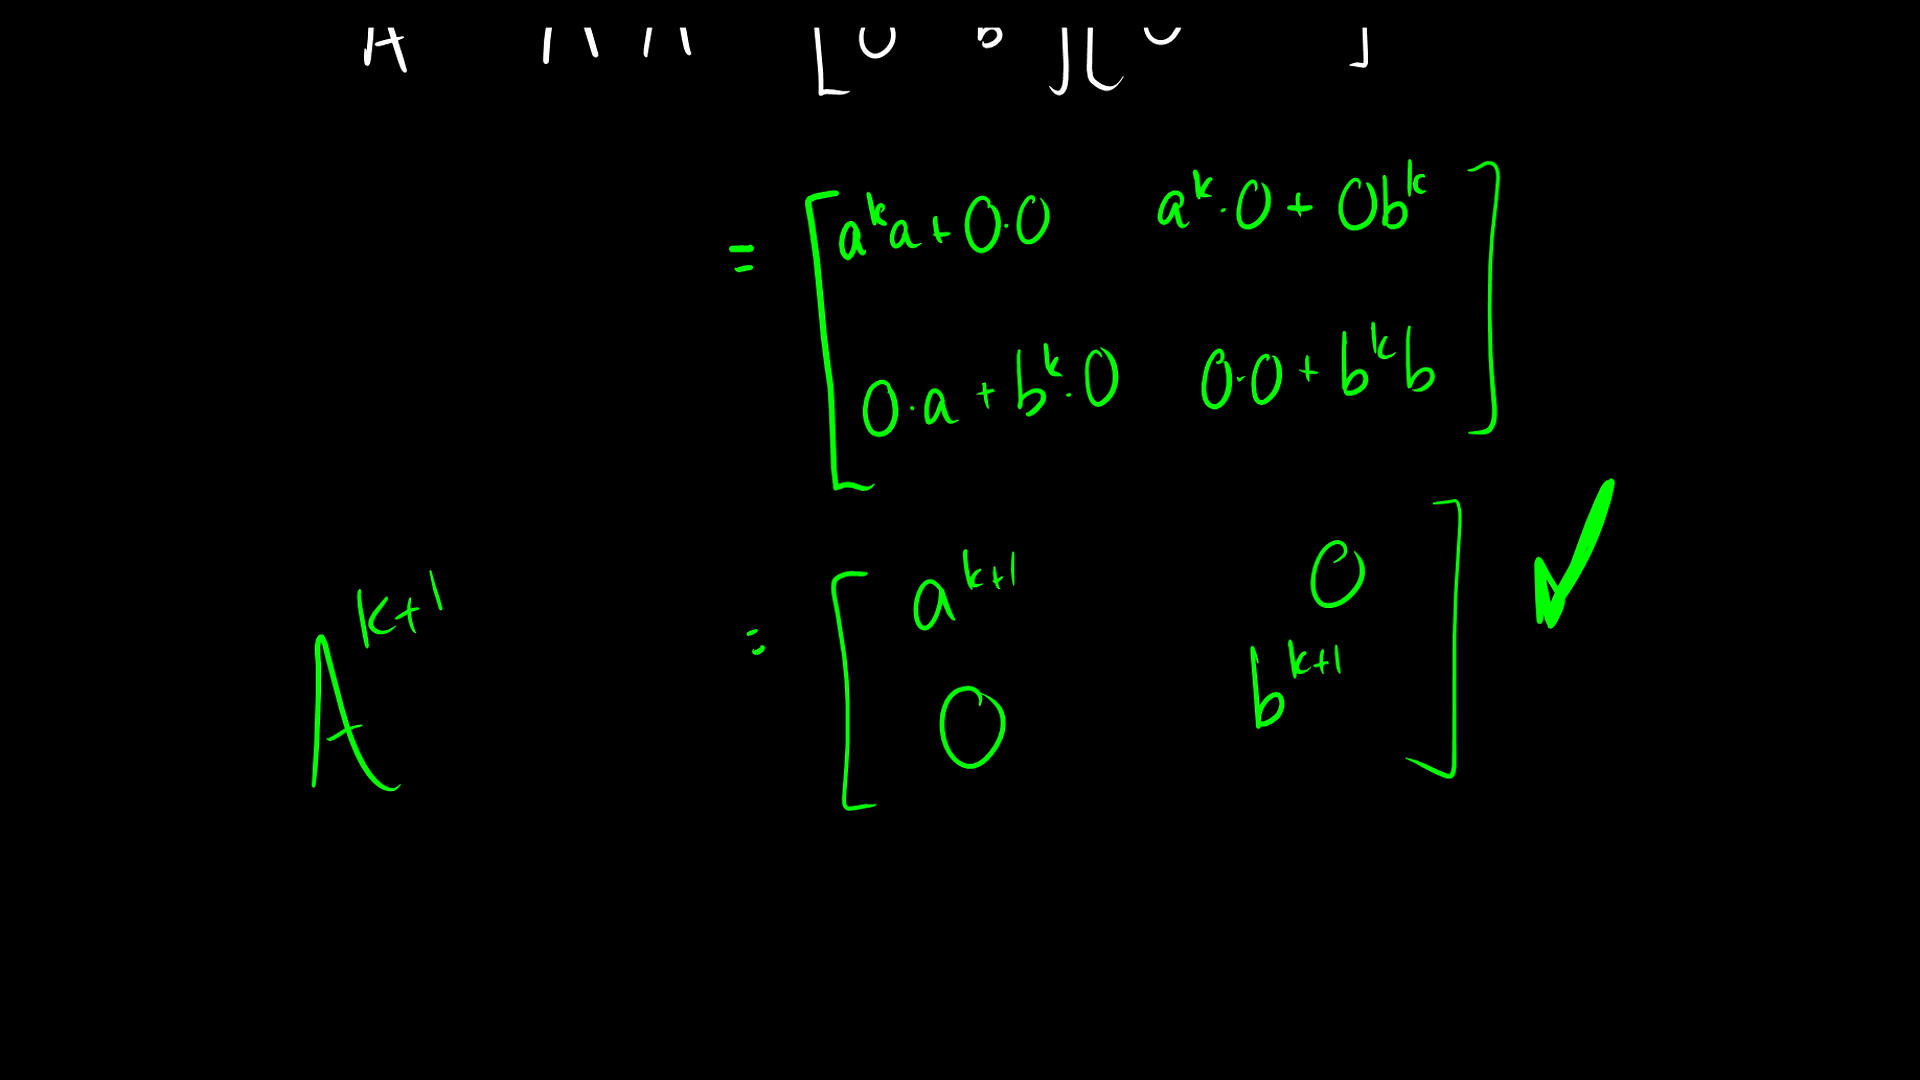 = [ a^k a + 0·0    a^k·0 + 0b^k
0·a + b^k·0    0·0 + b^k b ]
A^{k+1} = [ a^{k+1}    0
0    b^{k+1} ] ✓